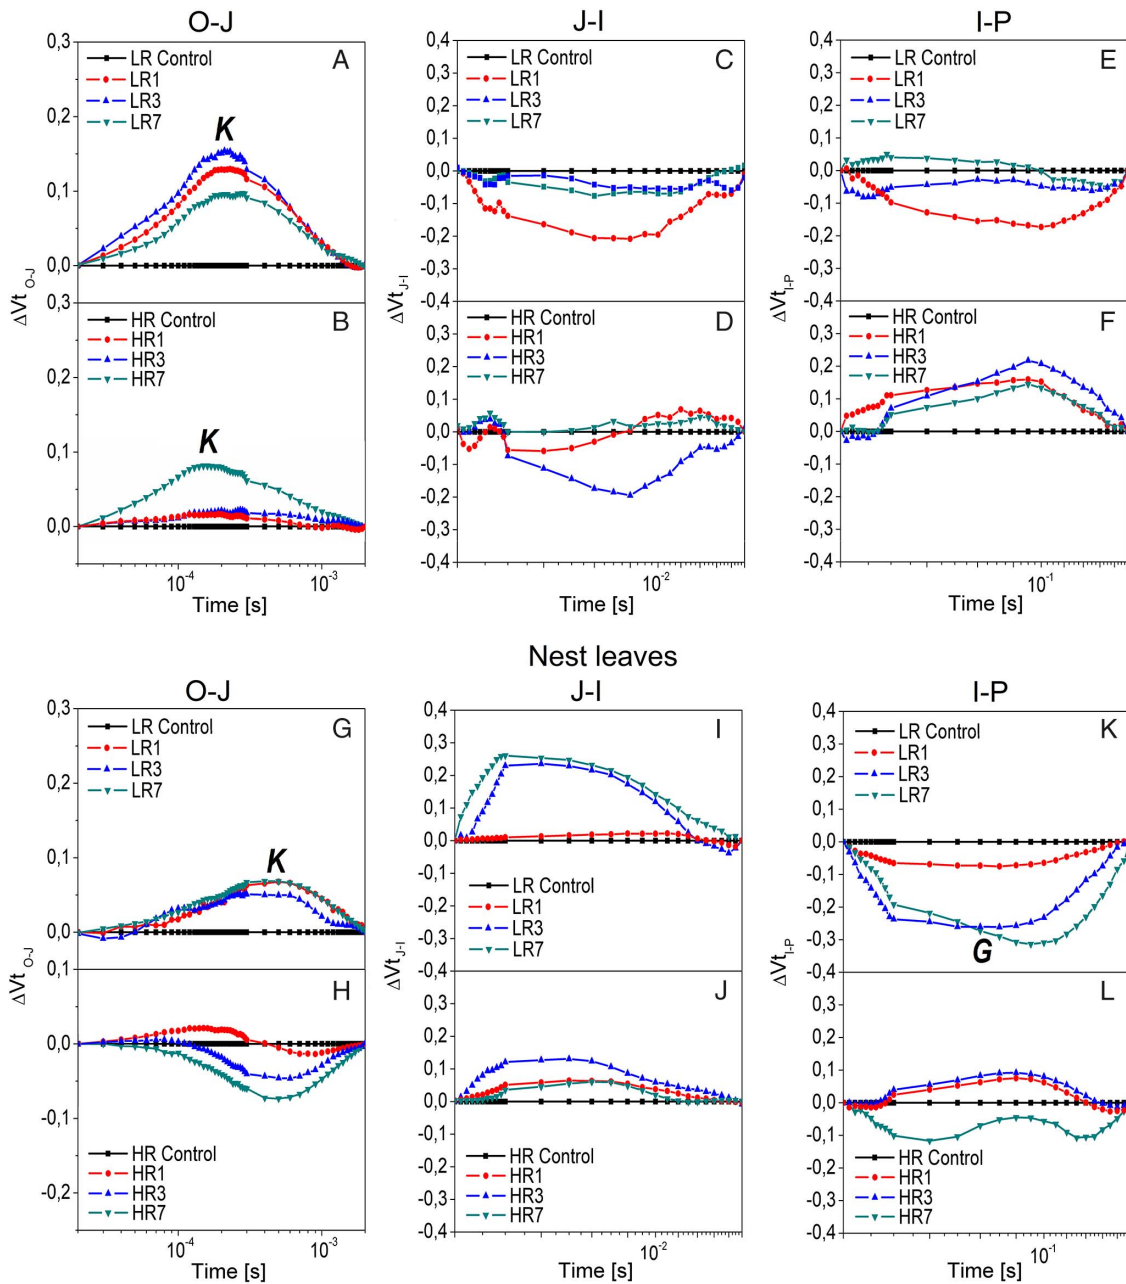 O-J
J-I
I-P
0,3
0,2
0,1
0,0
ΔVt O-J
LR Control
LR1
LR3
LR7
A
K
0,3
0,2
0,1
0,0
HR Control
HR1
HR3
HR7
B
K
10-4
10-3
Time [s]
0,4
0,3
0,2
0,1
0,0
-0,1
-0,2
-0,3
-0,4
ΔVt J-I
LR Control
LR1
LR3
LR7
C
0,3
0,2
0,1
0,0
-0,1
-0,2
-0,3
-0,4
HR Control
HR1
HR3
HR7
D
10-2
Time [s]
0,4
0,3
0,2
0,1
0,0
-0,1
-0,2
-0,3
-0,4
ΔVt I-P
LR Control
LR1
LR3
LR7
E
0,3
0,2
0,1
0,0
-0,1
-0,2
-0,3
-0,4
HR Control
HR1
HR3
HR7
F
10-1
Time [s]
Nest leaves
O-J
J-I
I-P
0,3
0,2
0,1
0,0
ΔVt O-J
LR Control
LR1
LR3
LR7
G
K
0,1
0,0
-0,1
-0,2
H
HR Control
HR1
HR3
HR7
10-4
10-3
Time [s]
0,4
0,3
0,2
0,1
0,0
-0,1
-0,2
-0,3
-0,4
ΔVt J-I
I
LR Control
LR1
LR3
LR7
0,3
0,2
0,1
0,0
-0,1
-0,2
-0,3
-0,4
J
HR Control
HR1
HR3
HR7
10-2
Time [s]
0,4
0,3
0,2
0,1
0,0
-0,1
-0,2
-0,3
-0,4
ΔVt I-P
LR Control
LR1
LR3
LR7
K
G
0,3
0,2
0,1
0,0
-0,1
-0,2
-0,3
-0,4
L
HR Control
HR1
HR3
HR7
10-1
Time [s]